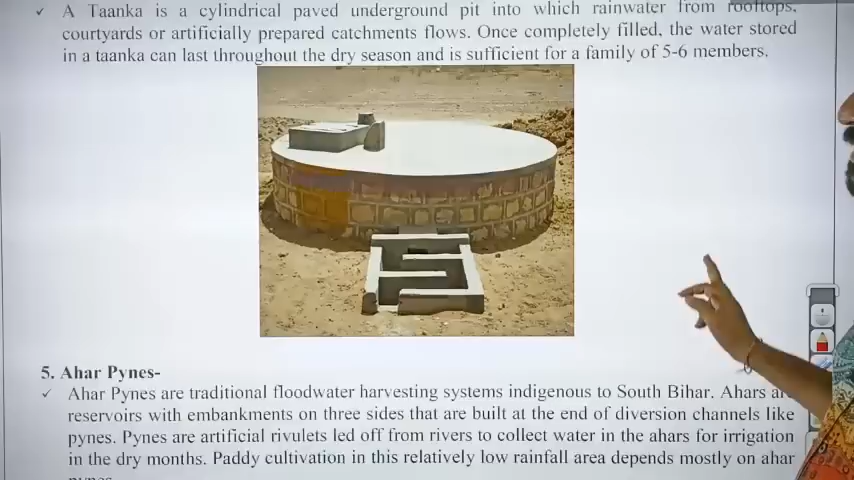 ✓ A Taanka is a cylindrical paved underground pit into which rainwater from rooftops,
courtyards or artificially prepared catchments flows. Once completely filled, the water stored
in a taanka can last throughout the dry season and is sufficient for a family of 5-6 members.
5. Ahar Pynes-
✓ Ahar Pynes are traditional floodwater harvesting systems indigenous to South Bihar. Ahars are
reservoirs with embankments on three sides that are built at the end of diversion channels like
pynes. Pynes are artificial rivulets led off from rivers to collect water in the ahars for irrigation
in the dry months. Paddy cultivation in this relatively low rainfall area depends mostly on ahar
pynes.